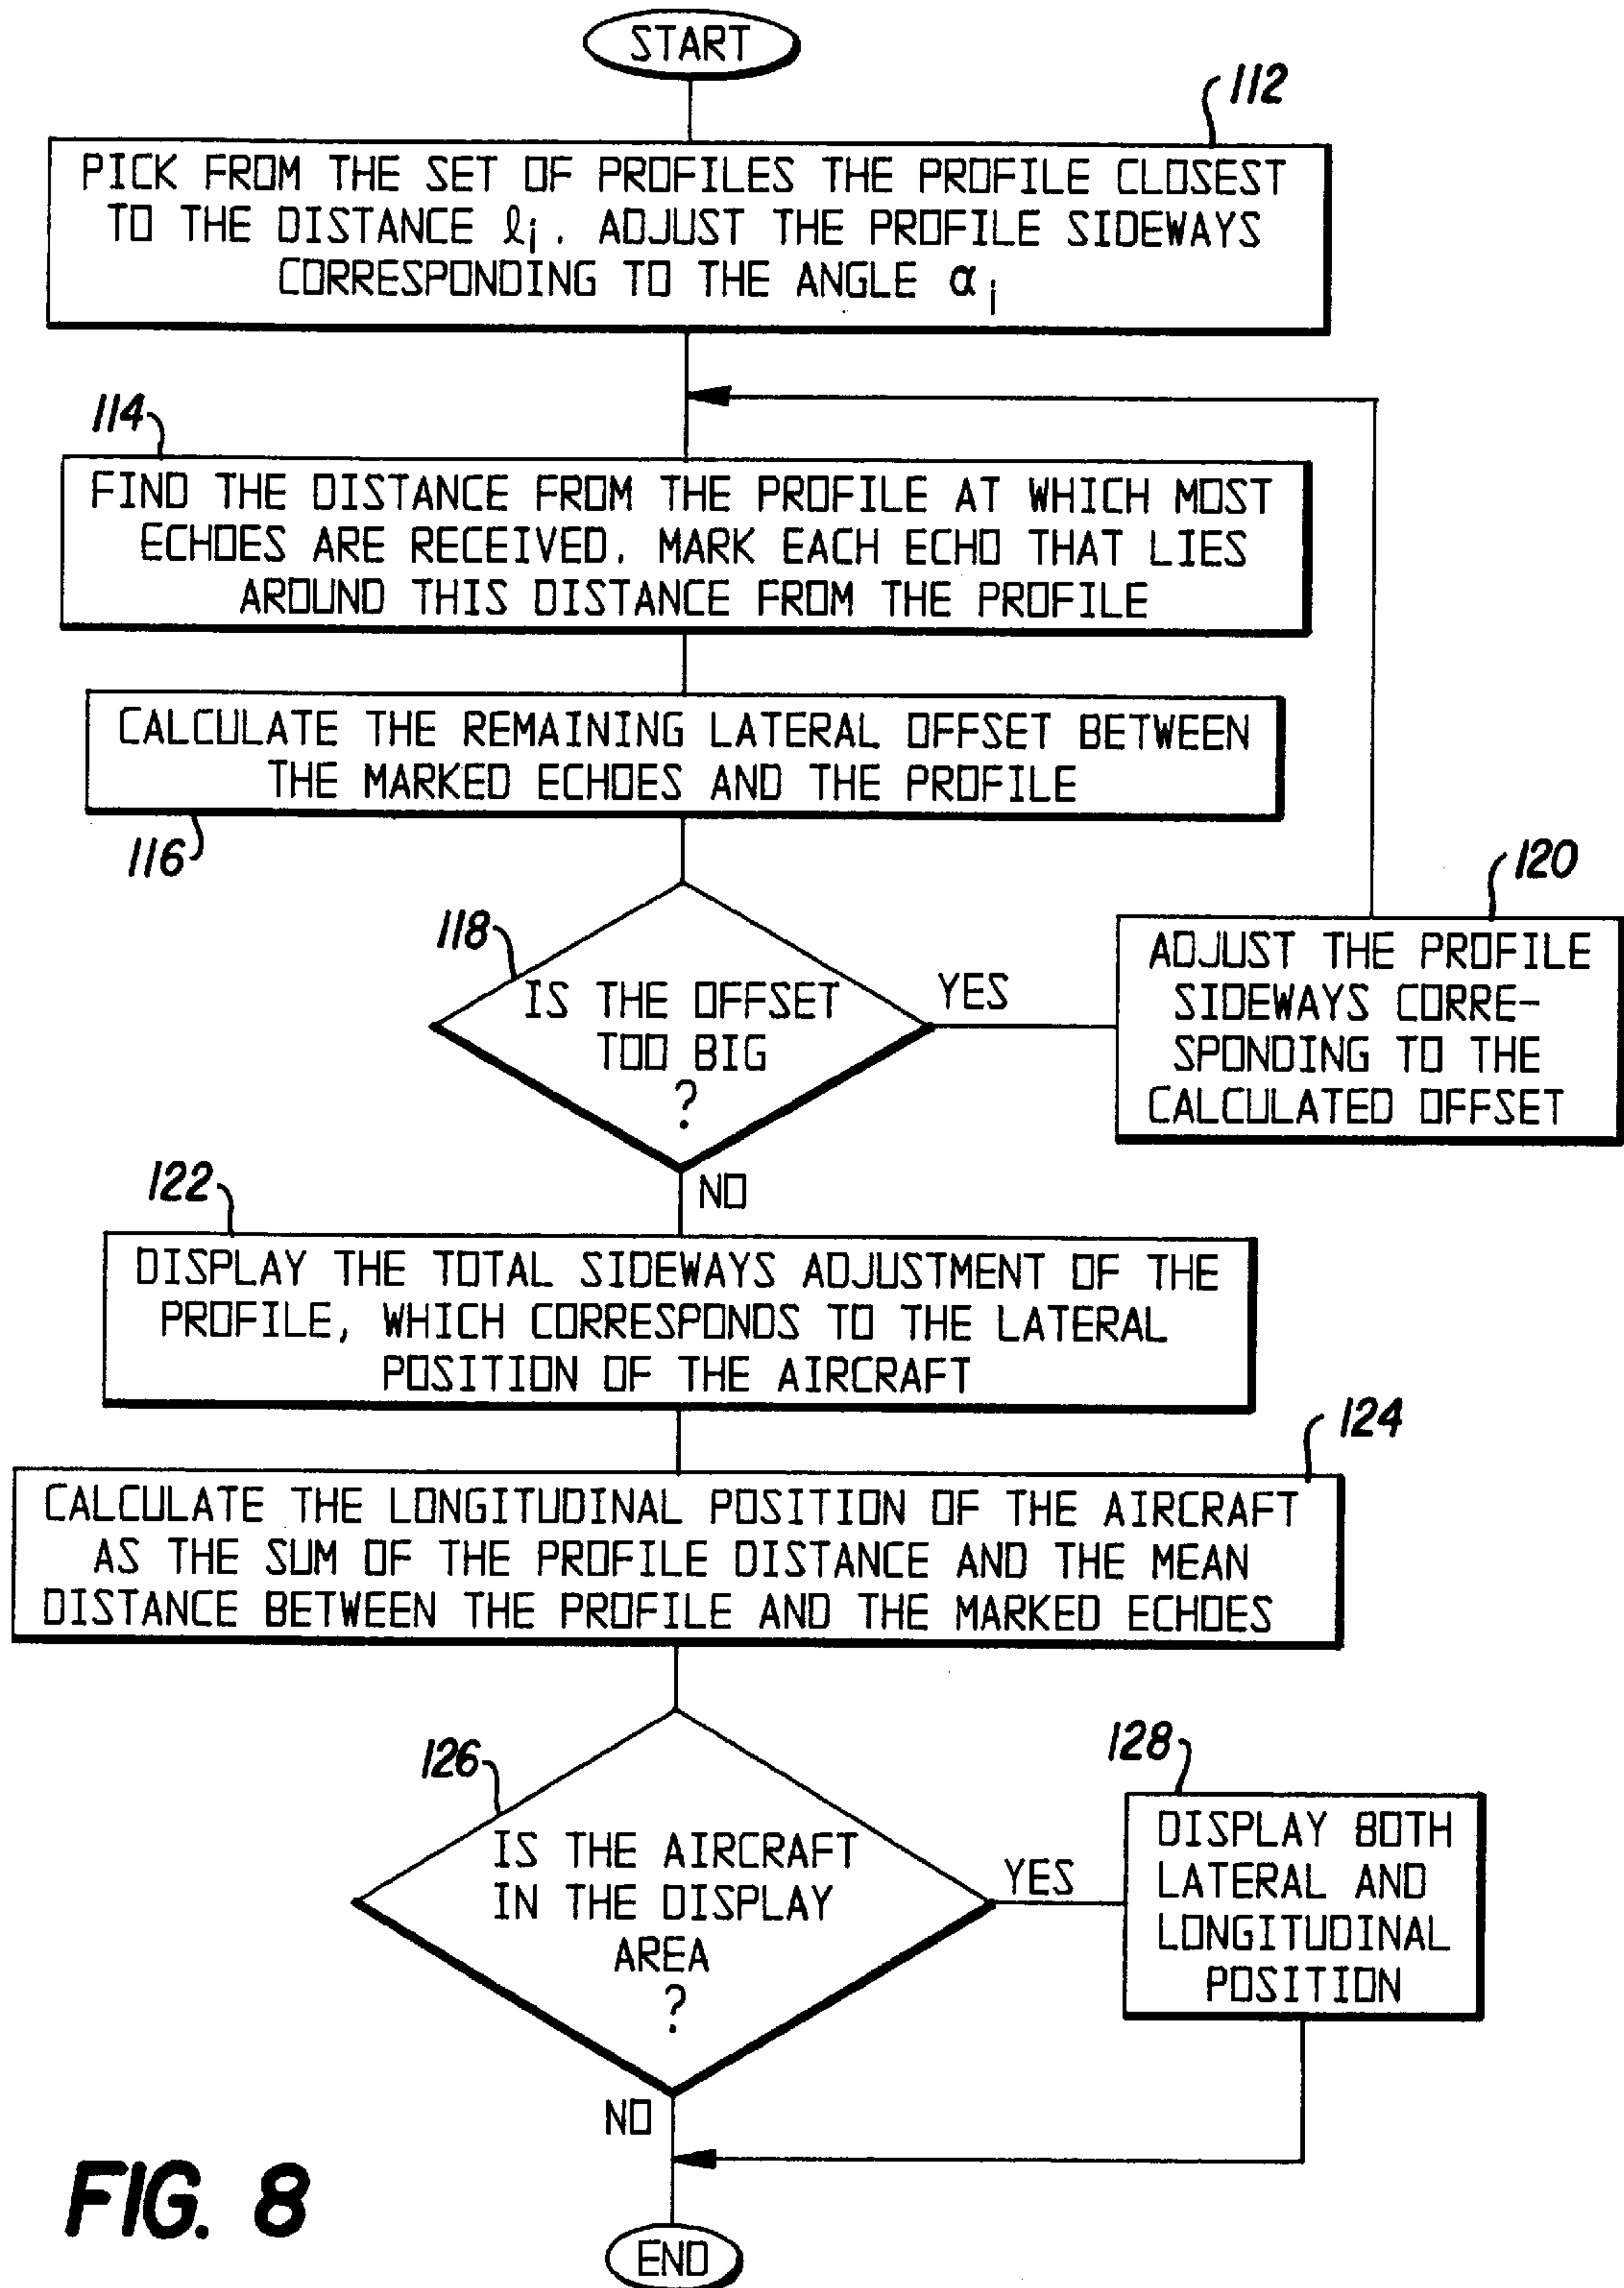 START
112
PICK FROM THE SET OF PROFILES THE PROFILE CLOSEST
TO THE DISTANCE ℓi. ADJUST THE PROFILE SIDEWAYS
CORRESPONDING TO THE ANGLE αi
114
FIND THE DISTANCE FROM THE PROFILE AT WHICH MOST
ECHOES ARE RECEIVED. MARK EACH ECHO THAT LIES
AROUND THIS DISTANCE FROM THE PROFILE
CALCULATE THE REMAINING LATERAL OFFSET BETWEEN
THE MARKED ECHOES AND THE PROFILE
116
118
IS THE OFFSET
TOO BIG
?
YES
NO
120
ADJUST THE PROFILE
SIDEWAYS CORRE-
SPONDING TO THE
CALCULATED OFFSET
122
DISPLAY THE TOTAL SIDEWAYS ADJUSTMENT OF THE
PROFILE, WHICH CORRESPONDS TO THE LATERAL
POSITION OF THE AIRCRAFT
124
CALCULATE THE LONGITUDINAL POSITION OF THE AIRCRAFT
AS THE SUM OF THE PROFILE DISTANCE AND THE MEAN
DISTANCE BETWEEN THE PROFILE AND THE MARKED ECHOES
126
IS THE AIRCRAFT
IN THE DISPLAY
AREA
?
YES
128
DISPLAY BOTH
LATERAL AND
LONGITUDINAL
POSITION
NO
END
FIG. 8